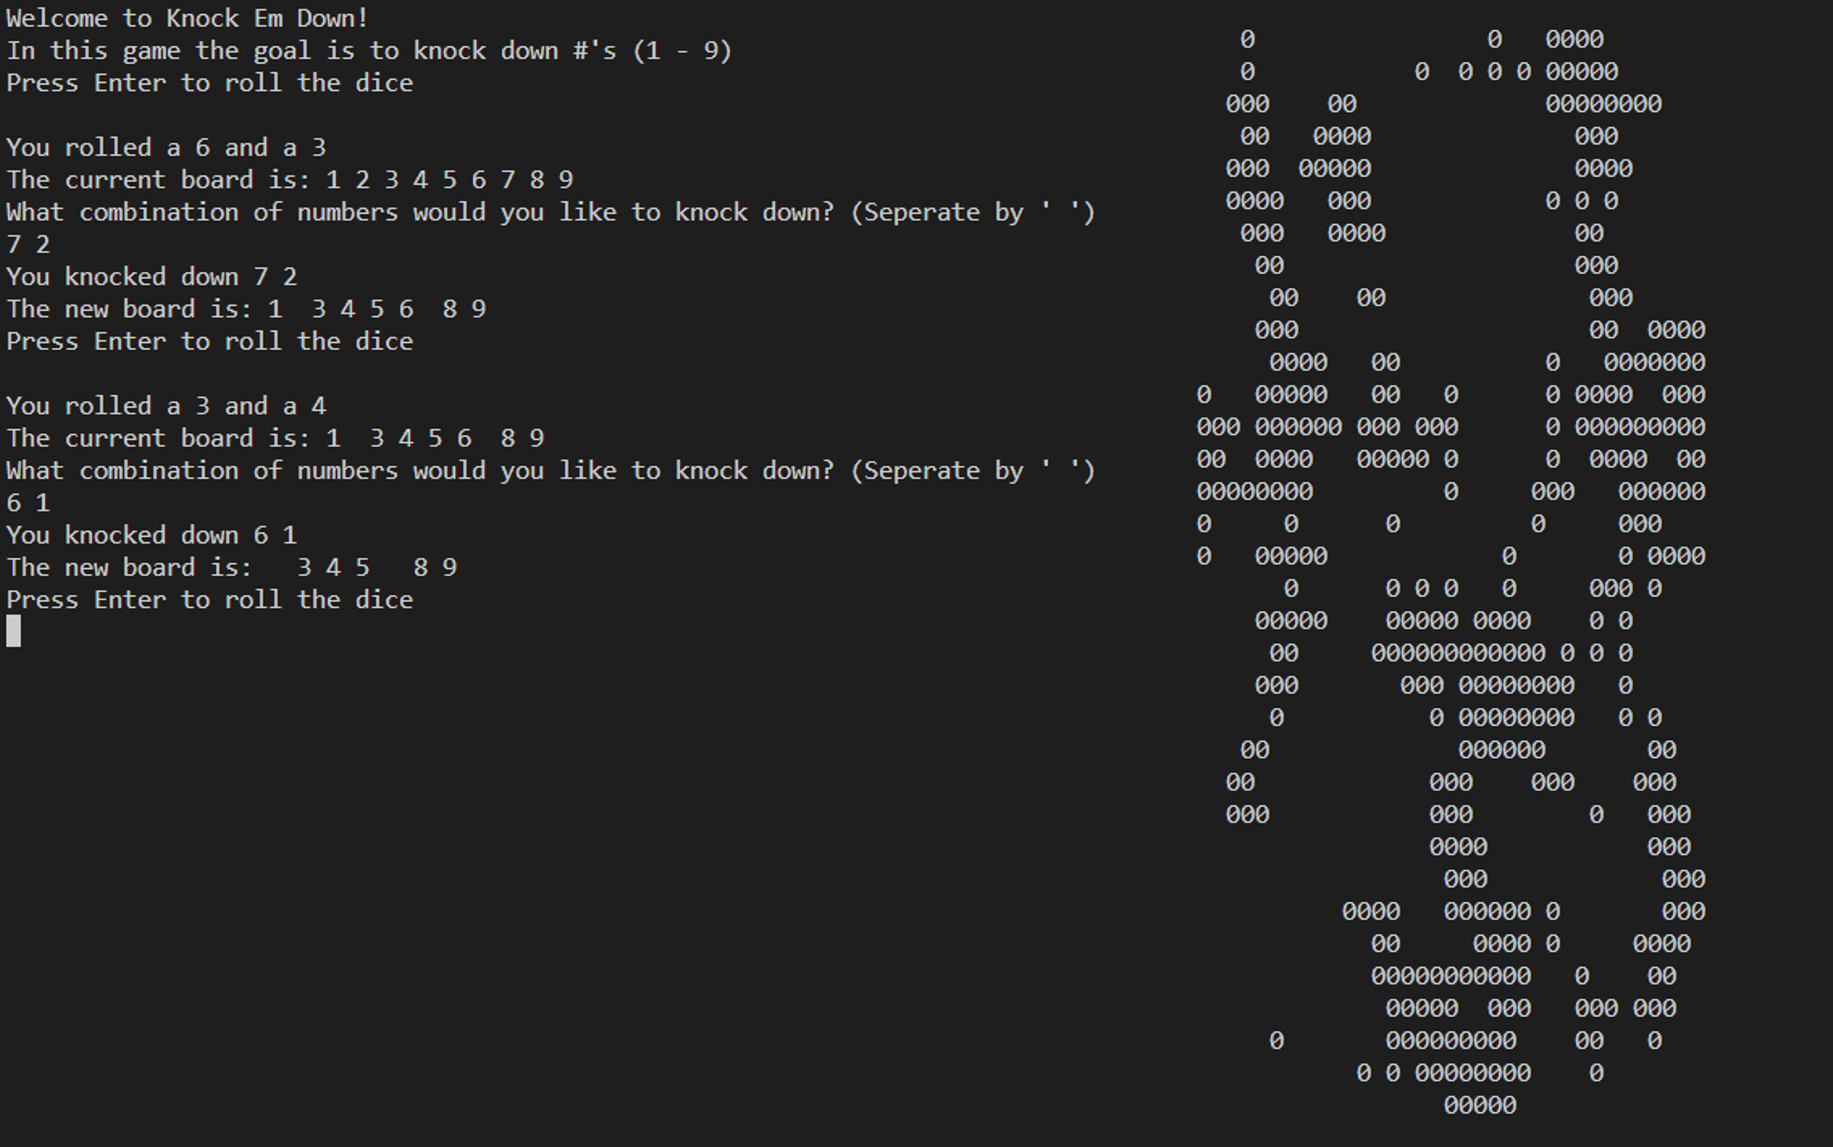 Welcome to Knock Em Down!
In this game the goal is to knock down #'s (1 - 9)
Press Enter to roll the dice
You rolled a 6 and a 3
The current board is: 1 2 3 4 5 6 7 8 9
What combination of numbers would you like to knock down? (Seperate by ' ')
7 2
You knocked down 7 2
The new board is: 1  3 4 5 6  8 9
Press Enter to roll the dice
You rolled a 3 and a 4
The current board is: 1  3 4 5 6  8 9
What combination of numbers would you like to knock down? (Seperate by ' ')
6 1
You knocked down 6 1
The new board is:   3 4 5   8 9
Press Enter to roll the dice
0                0   0000
0           0  0 0 0 00000
000    00             00000000
00   0000              000
000  00000              0000
0000   000            0 0 0
000   0000             00
00                    000
00    00              000
000                    00  0000
0000   00          0   0000000
0   00000   00   0      0 0000  000
000 000000 000 000      0 000000000
00  0000   00000 0      0  0000  00
00000000         0     000   000000
0     0      0         0     000
0   00000            0       0 0000
0      0 0 0   0     000 0
00000    00000 0000    0 0
00     000000000000 0 0 0
000       000 00000000   0
0          0 00000000   0 0
00             000000       00
00            000    000    000
000           000        0   000
0000           000
000            000
0000   000000 0       000
00     0000 0     0000
00000000000   0    00
00000  000   000 000
0       000000000    00   0
0 0 00000000    0
00000